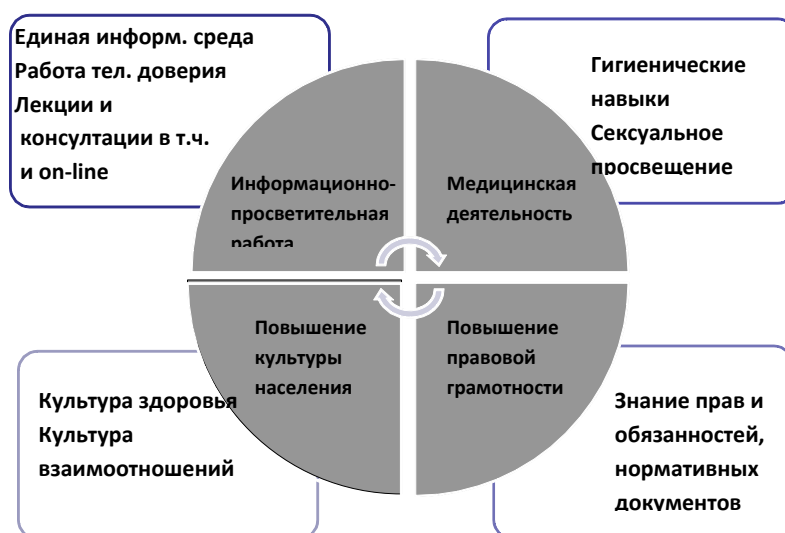 Единая информ. среда
Работа тел. доверия
Лекции и
консултации в т.ч.
и on-line
Гигиенические
навыки
Сексуальное
просвещение
Информационно-
просветительная
работа
Медицинская
деятельность
Повышение
культуры
населения
Повышение
правовой
грамотности
Культура здоровья
Культура
взаимоотношений
Знание прав и
обязанностей,
нормативных
документов